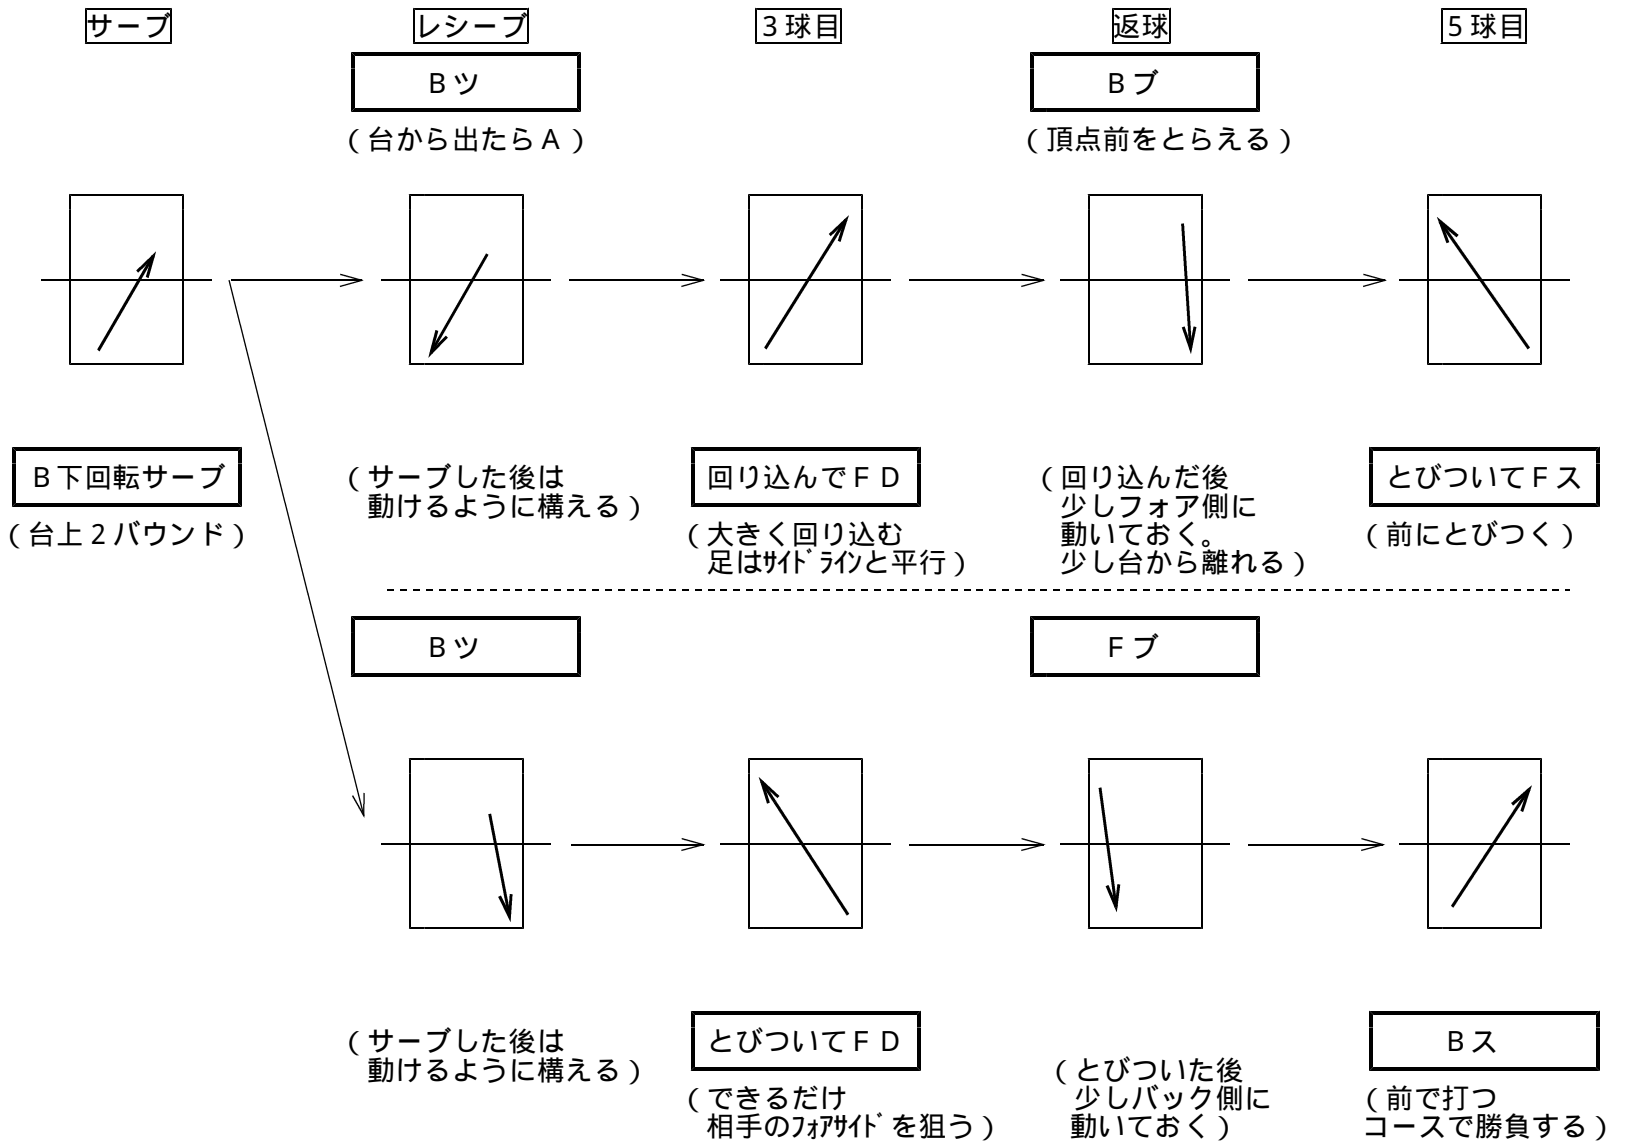 サーブ
レシーブ
3球目
返球
5球目
Bツ
Bブ
(台から出たらA)
(頂点前をとらえる)
B下回転サーブ
(台上2バウンド)
(サーブした後は
動けるように構える)
回り込んでFD
(大きく回り込む
足はｻｲﾄﾞﾗｲﾝと平行)
(回り込んだ後
少しフォア側に
動いておく。
少し台から離れる)
とびついてFス
(前にとびつく)
Bツ
Fブ
(サーブした後は
動けるように構える)
とびついてFD
(できるだけ
相手のﾌｫｱｻｲﾄﾞを狙う)
(とびついた後
少しバック側に
動いておく)
Bス
(前で打つ
コースで勝負する)